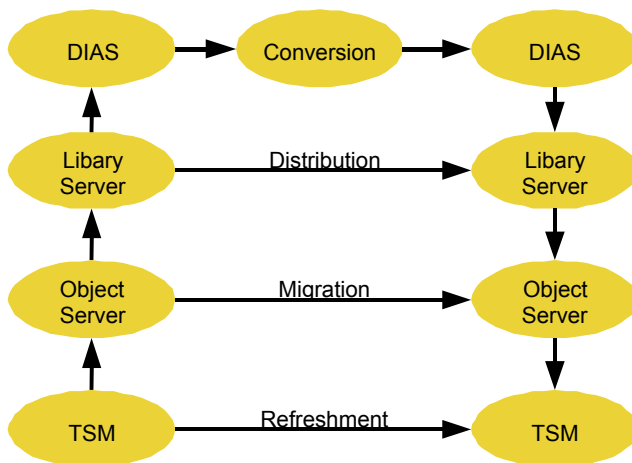 DIAS
Conversion
DIAS
Libary
Server
Distribution
Libary
Server
Object
Server
Migration
Object
Server
TSM
Refreshment
TSM